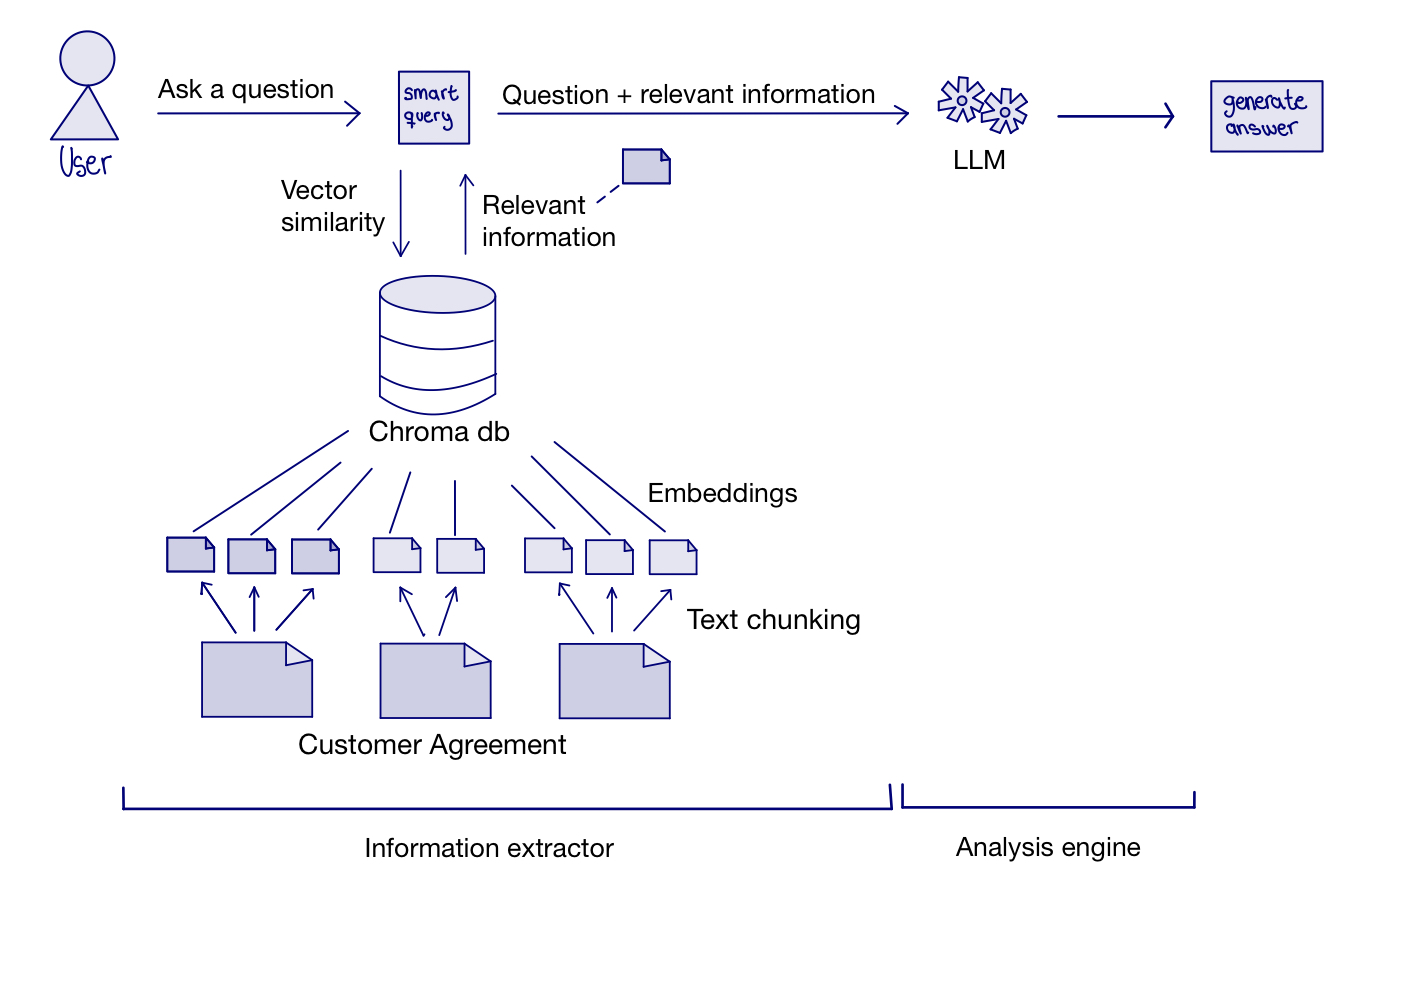 Ask a question
smart
query
Question + relevant information
generate
answer
User
LLM
Vector
similarity
Relevant
information
Chroma db
Embeddings
Text chunking
Customer Agreement
Information extractor
Analysis engine